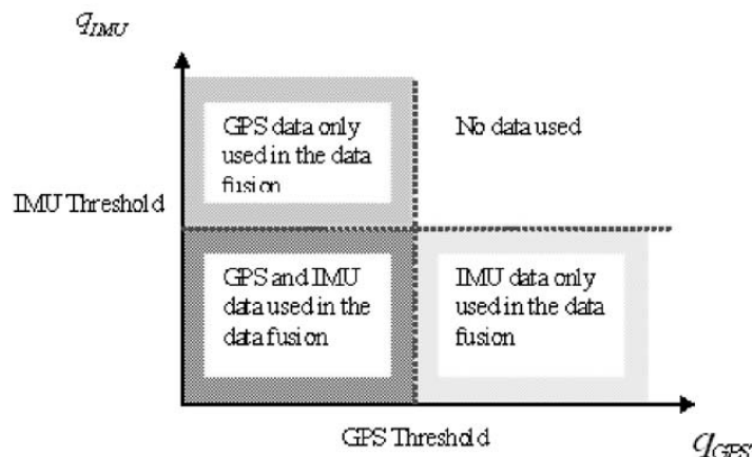 q_IMU
GPS data only
used in the data
fusion
No data used
IMU Threshold
GPS and IMU
data used in the
data fusion
IMU data only
used in the data
fusion
GPS Threshold
q_GPS